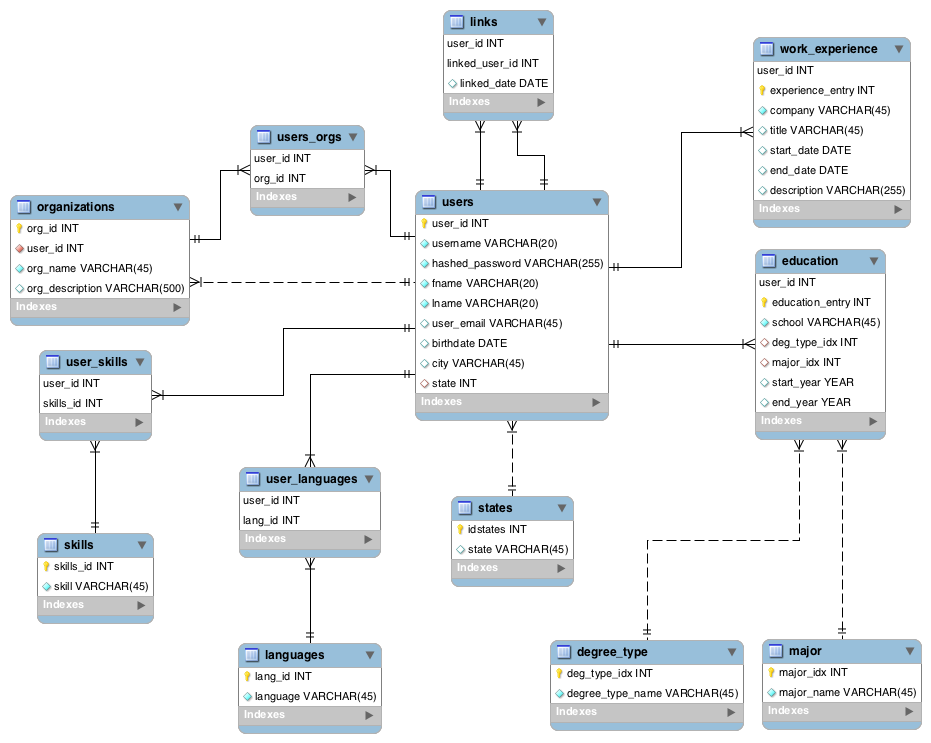 links
user_id INT
linked_user_id INT
linked_date DATE
Indexes
work_experience
user_id INT
experience_entry INT
company VARCHAR(45)
title VARCHAR(45)
start_date DATE
end_date DATE
description VARCHAR(255)
Indexes
users_orgs
user_id INT
org_id INT
Indexes
organizations
org_id INT
user_id INT
org_name VARCHAR(45)
org_description VARCHAR(500)
Indexes
users
user_id INT
username VARCHAR(20)
hashed_password VARCHAR(255)
fname VARCHAR(20)
lname VARCHAR(20)
user_email VARCHAR(45)
birthdate DATE
city VARCHAR(45)
state INT
Indexes
education
user_id INT
education_entry INT
school VARCHAR(45)
deg_type_idx INT
major_idx INT
start_year YEAR
end_year YEAR
Indexes
user_skills
user_id INT
skills_id INT
Indexes
user_languages
user_id INT
lang_id INT
Indexes
states
idstates INT
state VARCHAR(45)
Indexes
skills
skills_id INT
skill VARCHAR(45)
Indexes
languages
lang_id INT
language VARCHAR(45)
Indexes
degree_type
deg_type_idx INT
degree_type_name VARCHAR(45)
Indexes
major
major_idx INT
major_name VARCHAR(45)
Indexes